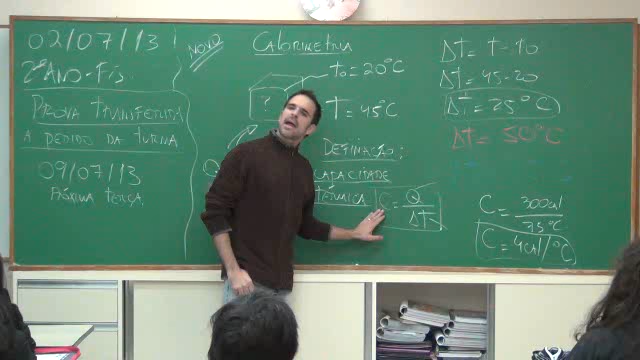 02/07/13
2º ANO - FÍS.
PROVA TRANSFERIDA
A PEDIDO DA TURMA
09/07/13
PRÓXIMA TERÇA.
NOVO
CALORIMETRIA
t0 = 20°C
?
T = 45°C
Q
DEFINIÇÃO:
CAPACIDADE
TÉRMICA
C = Q
Δt
Δt = t - t0
Δt = 45 - 20
Δt = 25°C
Δt = 50°C
C = 300cal
75°C
C = 4cal/°C